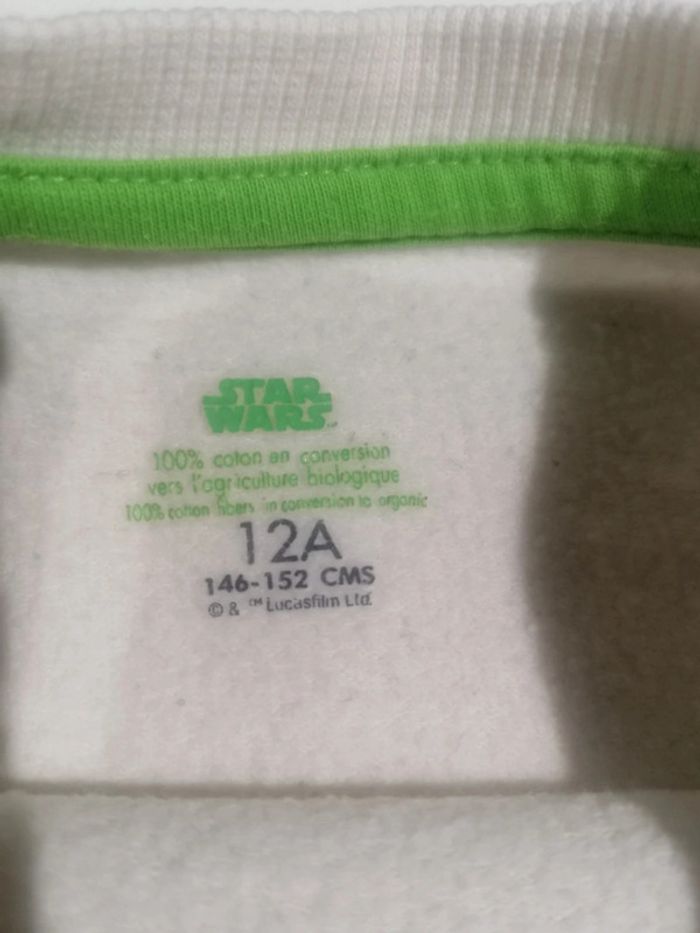 STAR
WARS
100% coton en conversion
vers l'agriculture biologique
100% cotton fibers in conversion to organic
12A
146-152 CMS
© & ™ Lucasfilm Ltd.